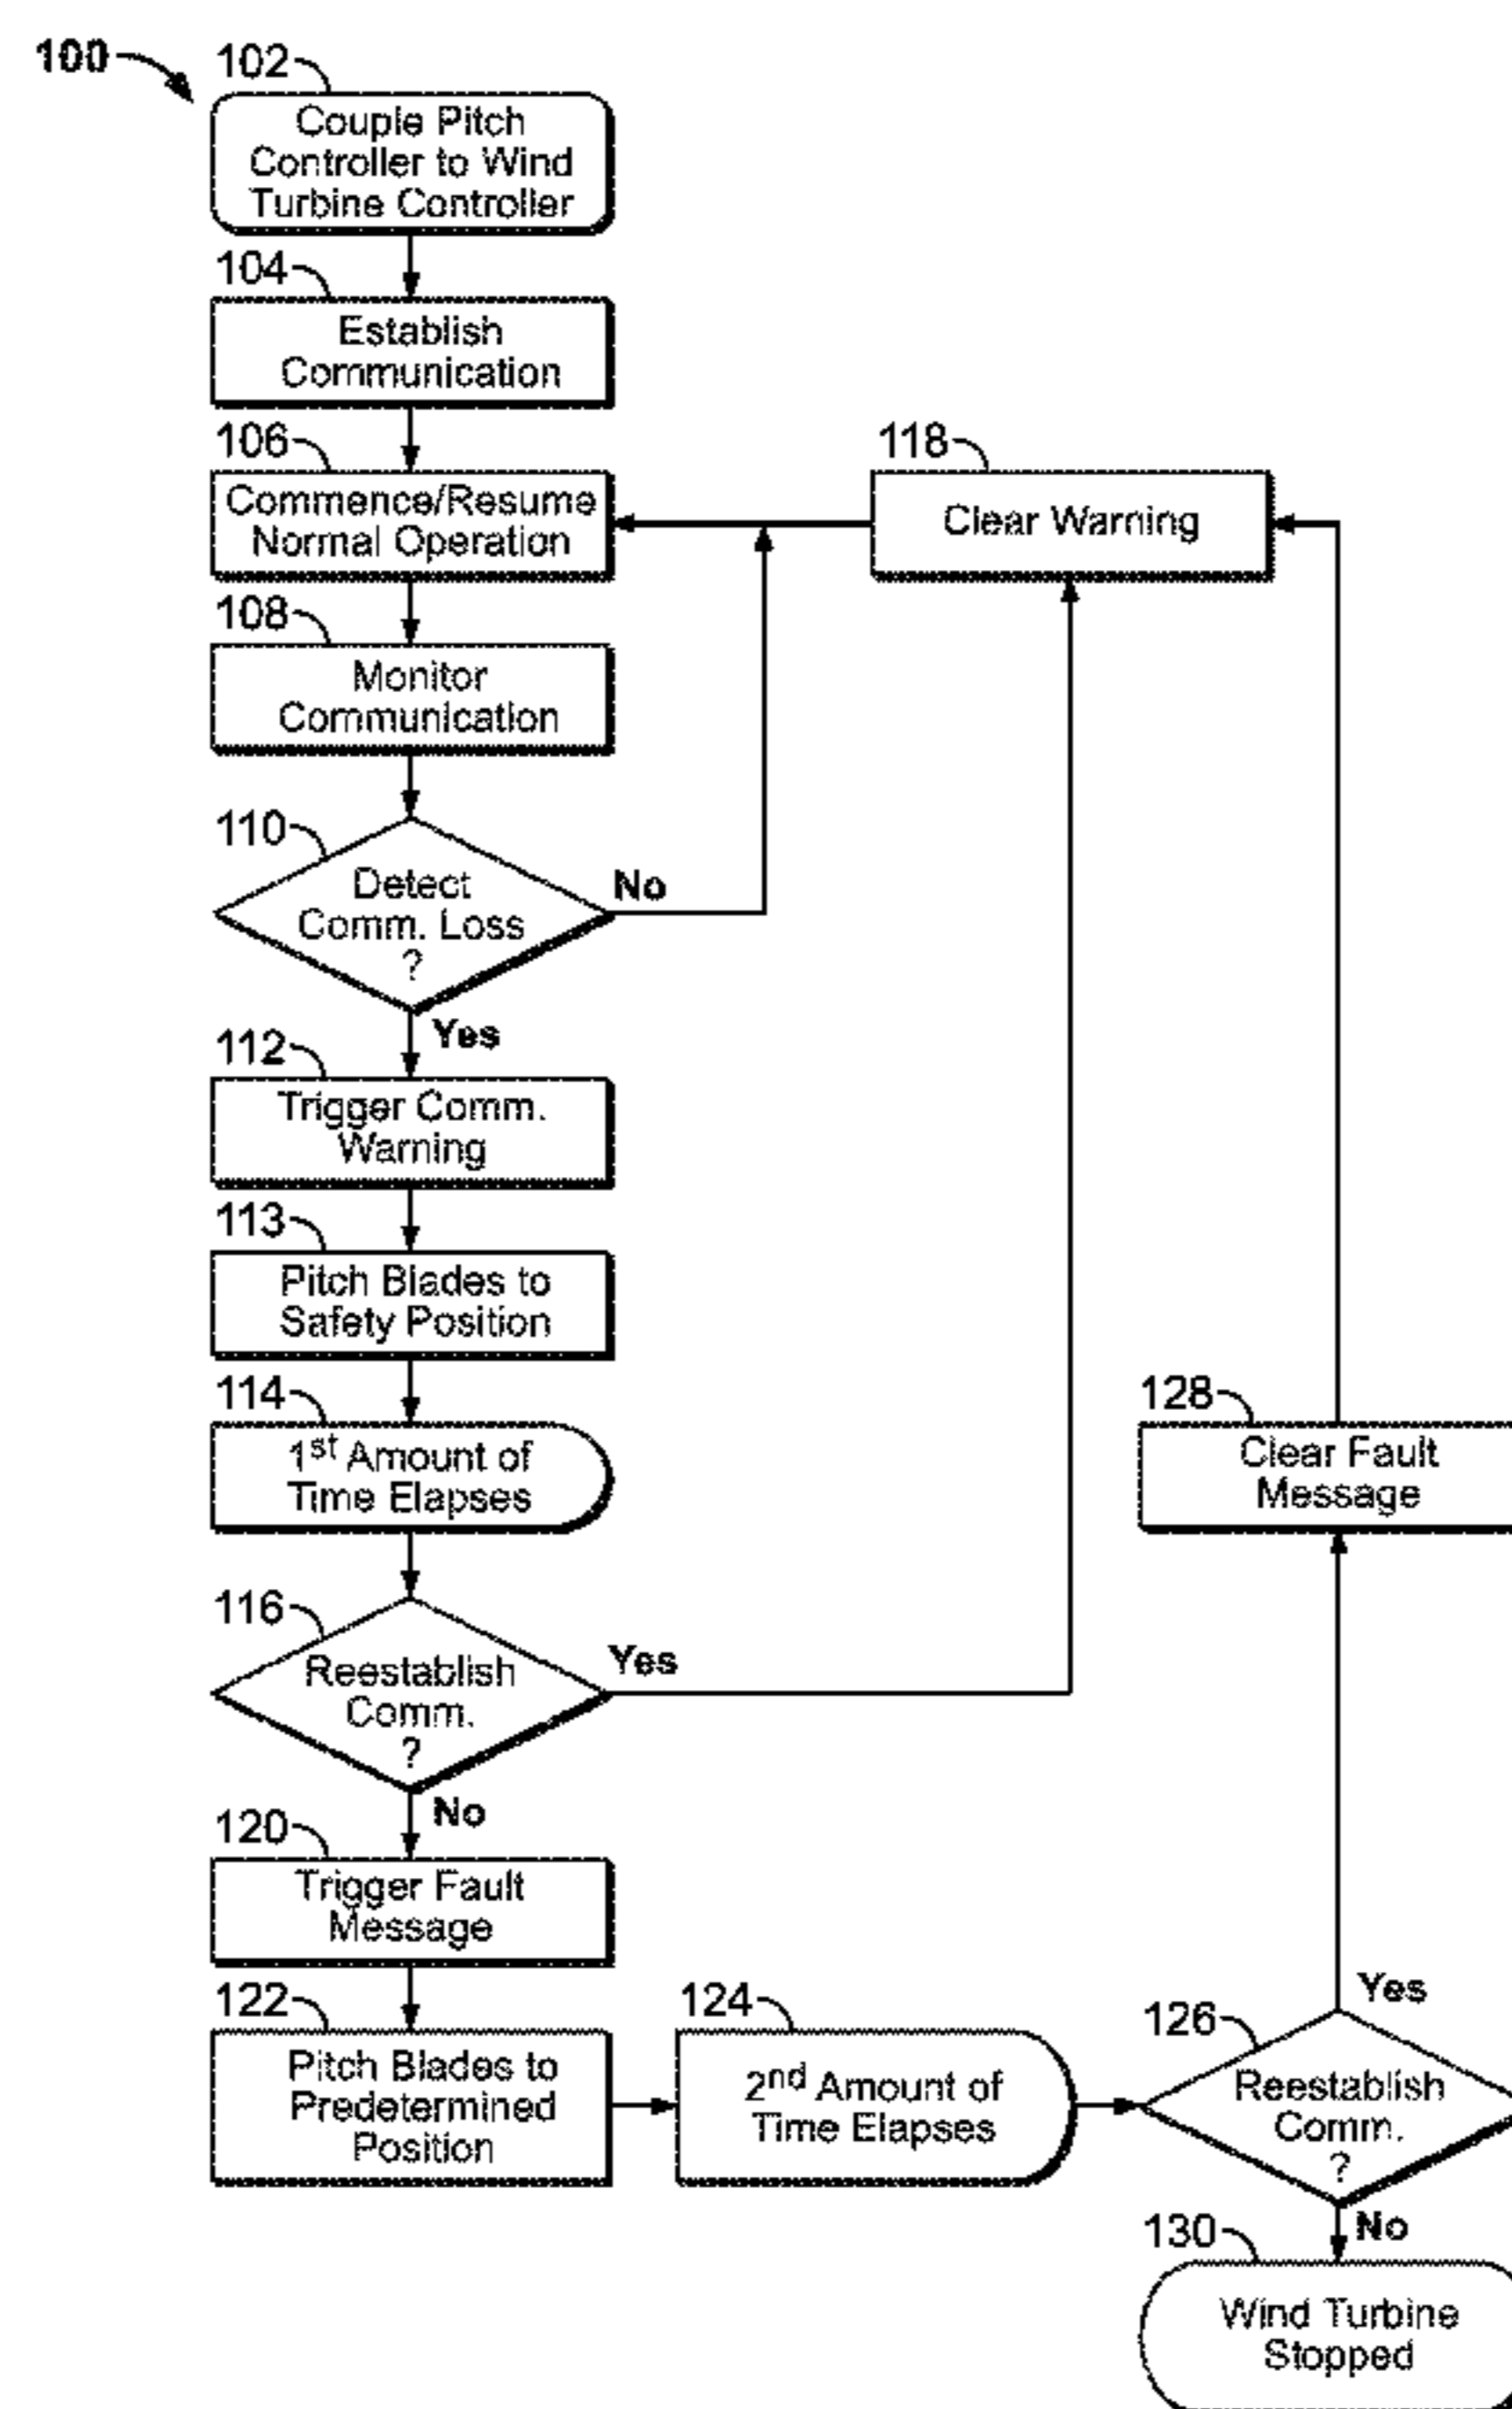 100
102
Couple Pitch
Controller to Wind
Turbine Controller
104
Establish
Communication
106
Commence/Resume
Normal Operation
118
Clear Warning
108
Monitor
Communication
110
Detect
Comm. Loss
?
No
Yes
112
Trigger Comm.
Warning
113
Pitch Blades to
Safety Position
114
1st Amount of
Time Elapses
128
Clear Fault
Message
116
Reestablish
Comm.
?
Yes
No
120
Trigger Fault
Message
122
Pitch Blades to
Predetermined
Position
124
2nd Amount of
Time Elapses
126
Reestablish
Comm.
?
Yes
No
130
Wind Turbine
Stopped